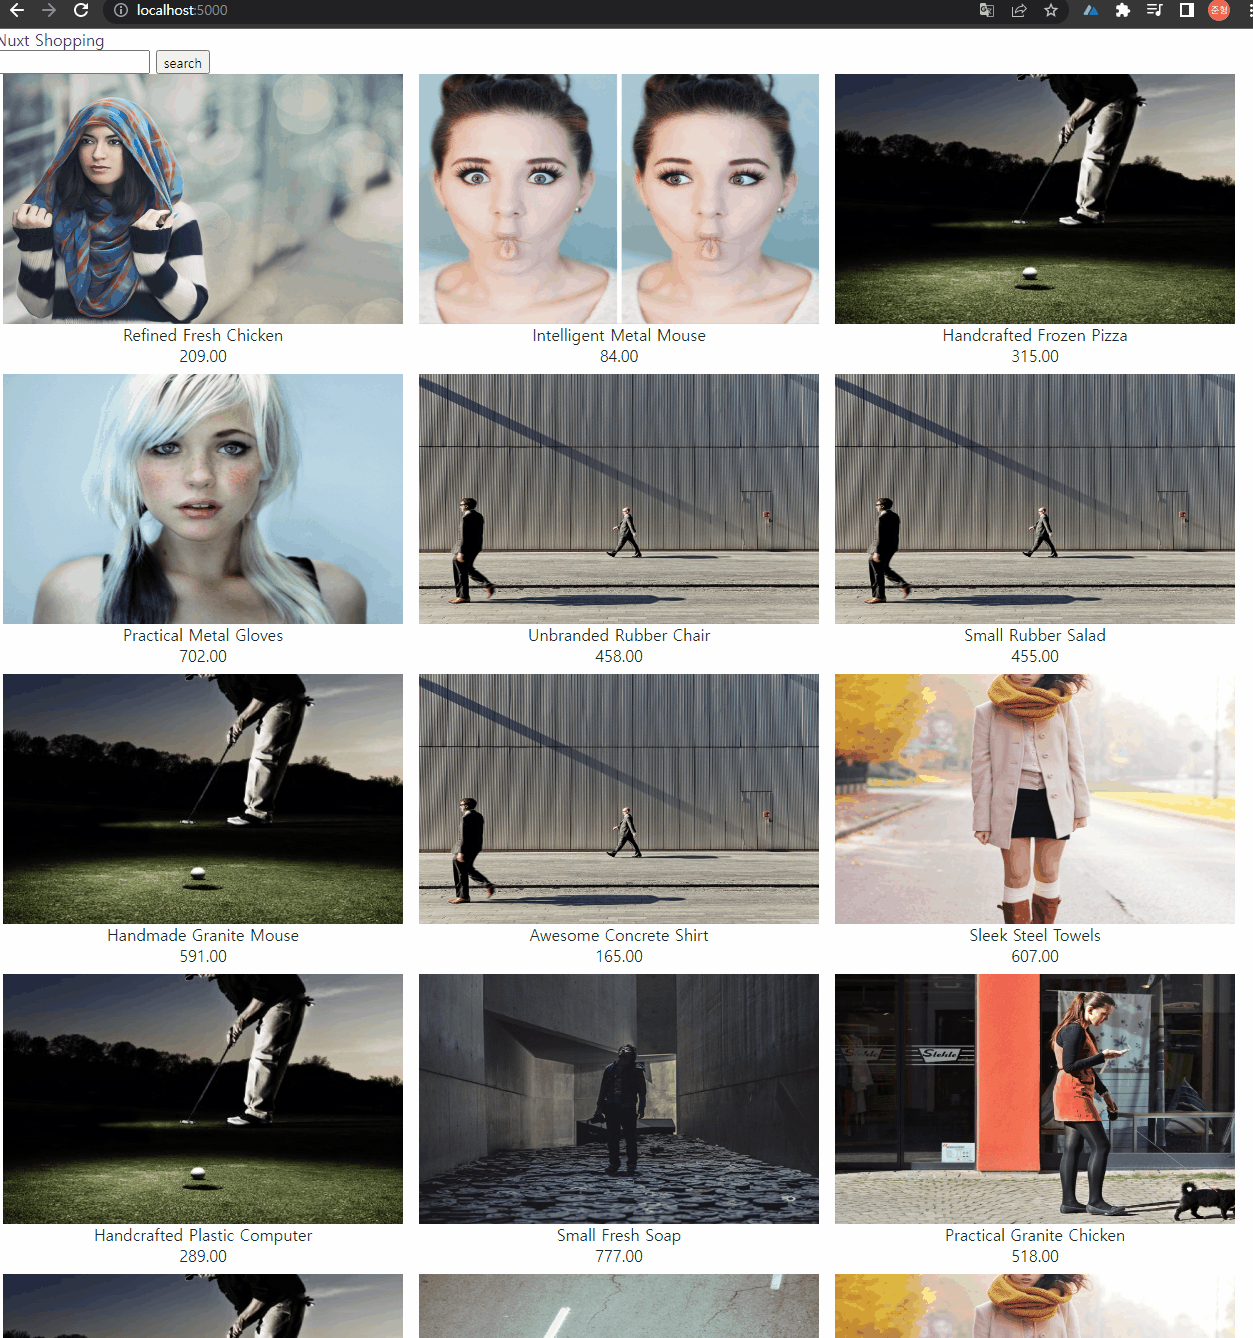 localhost:5000
준형
Nuxt Shopping
search
Refined Fresh Chicken
209.00
Intelligent Metal Mouse
84.00
Handcrafted Frozen Pizza
315.00
Practical Metal Gloves
702.00
Unbranded Rubber Chair
458.00
Small Rubber Salad
455.00
Handmade Granite Mouse
591.00
Awesome Concrete Shirt
165.00
Sleek Steel Towels
607.00
Stehle
Handcrafted Plastic Computer
289.00
Small Fresh Soap
777.00
Practical Granite Chicken
518.00